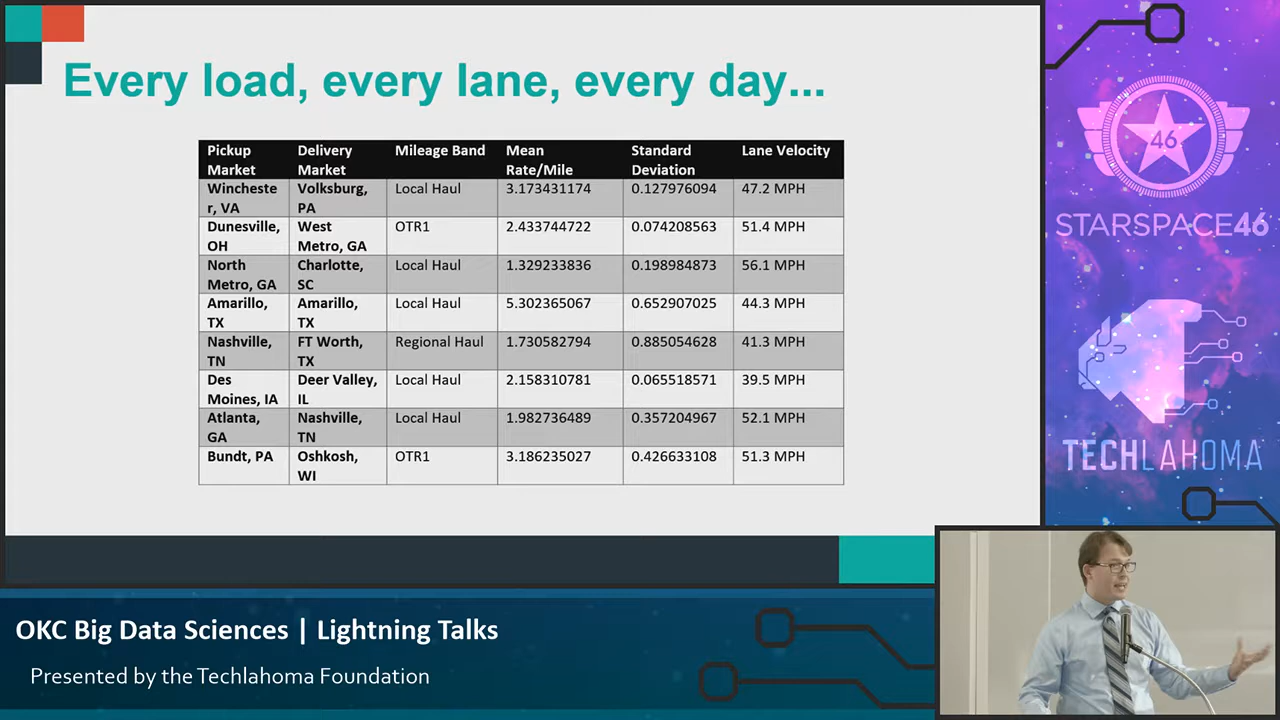 Every load, every lane, every day...
Pickup Market Delivery Market Mileage Band Mean Rate/Mile Standard Deviation Lane Velocity
Winchester, VA Volksburg, PA Local Haul 3.173431174 0.127976094 47.2 MPH
Dunesville, OH West Metro, GA OTR1 2.433744722 0.074208563 51.4 MPH
North Metro, GA Charlotte, SC Local Haul 1.329233836 0.198984873 56.1 MPH
Amarillo, TX Amarillo, TX Local Haul 5.302365067 0.652907025 44.3 MPH
Nashville, TN FT Worth, TX Regional Haul 1.730582794 0.885054628 41.3 MPH
Des Moines, IA Deer Valley, IL Local Haul 2.158310781 0.065518571 39.5 MPH
Atlanta, GA Nashville, TN Local Haul 1.982736489 0.357204967 52.1 MPH
Bundt, PA Oshkosh, WI OTR1 3.186235027 0.426633108 51.3 MPH
46
STARSPACE46
TECHLAHOMA
OKC Big Data Sciences | Lightning Talks
Presented by the Techlahoma Foundation